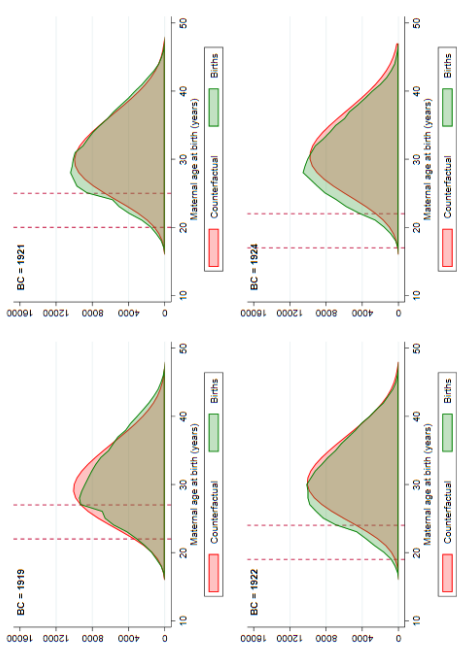 BC = 1919
16000
12000
8000
4000
0
10 20 30 40 50
Maternal age at birth (years)
Counterfactual Births
BC = 1921
16000
12000
8000
4000
0
10 20 30 40 50
Maternal age at birth (years)
Counterfactual Births
BC = 1922
16000
12000
8000
4000
0
10 20 30 40 50
Maternal age at birth (years)
Counterfactual Births
BC = 1924
16000
12000
8000
4000
0
10 20 30 40 50
Maternal age at birth (years)
Counterfactual Births